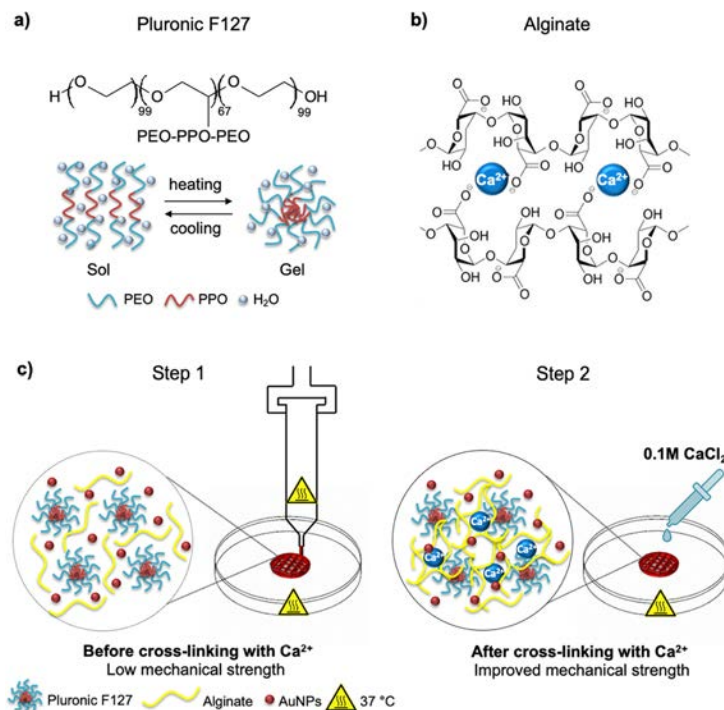 a)
Pluronic F127
H
O
99
O
67
O
99
OH
PEO-PPO-PEO
heating
cooling
Sol
Gel
PEO
PPO
H₂O
b)
Alginate
Ca²⁺
Ca²⁺
c)
Step 1
Before cross-linking with Ca²⁺
Low mechanical strength
Step 2
0.1M CaCl₂
Ca²⁺
Ca²⁺
Ca²⁺
Ca²⁺
After cross-linking with Ca²⁺
Improved mechanical strength
Pluronic F127
Alginate
AuNPs
37 °C